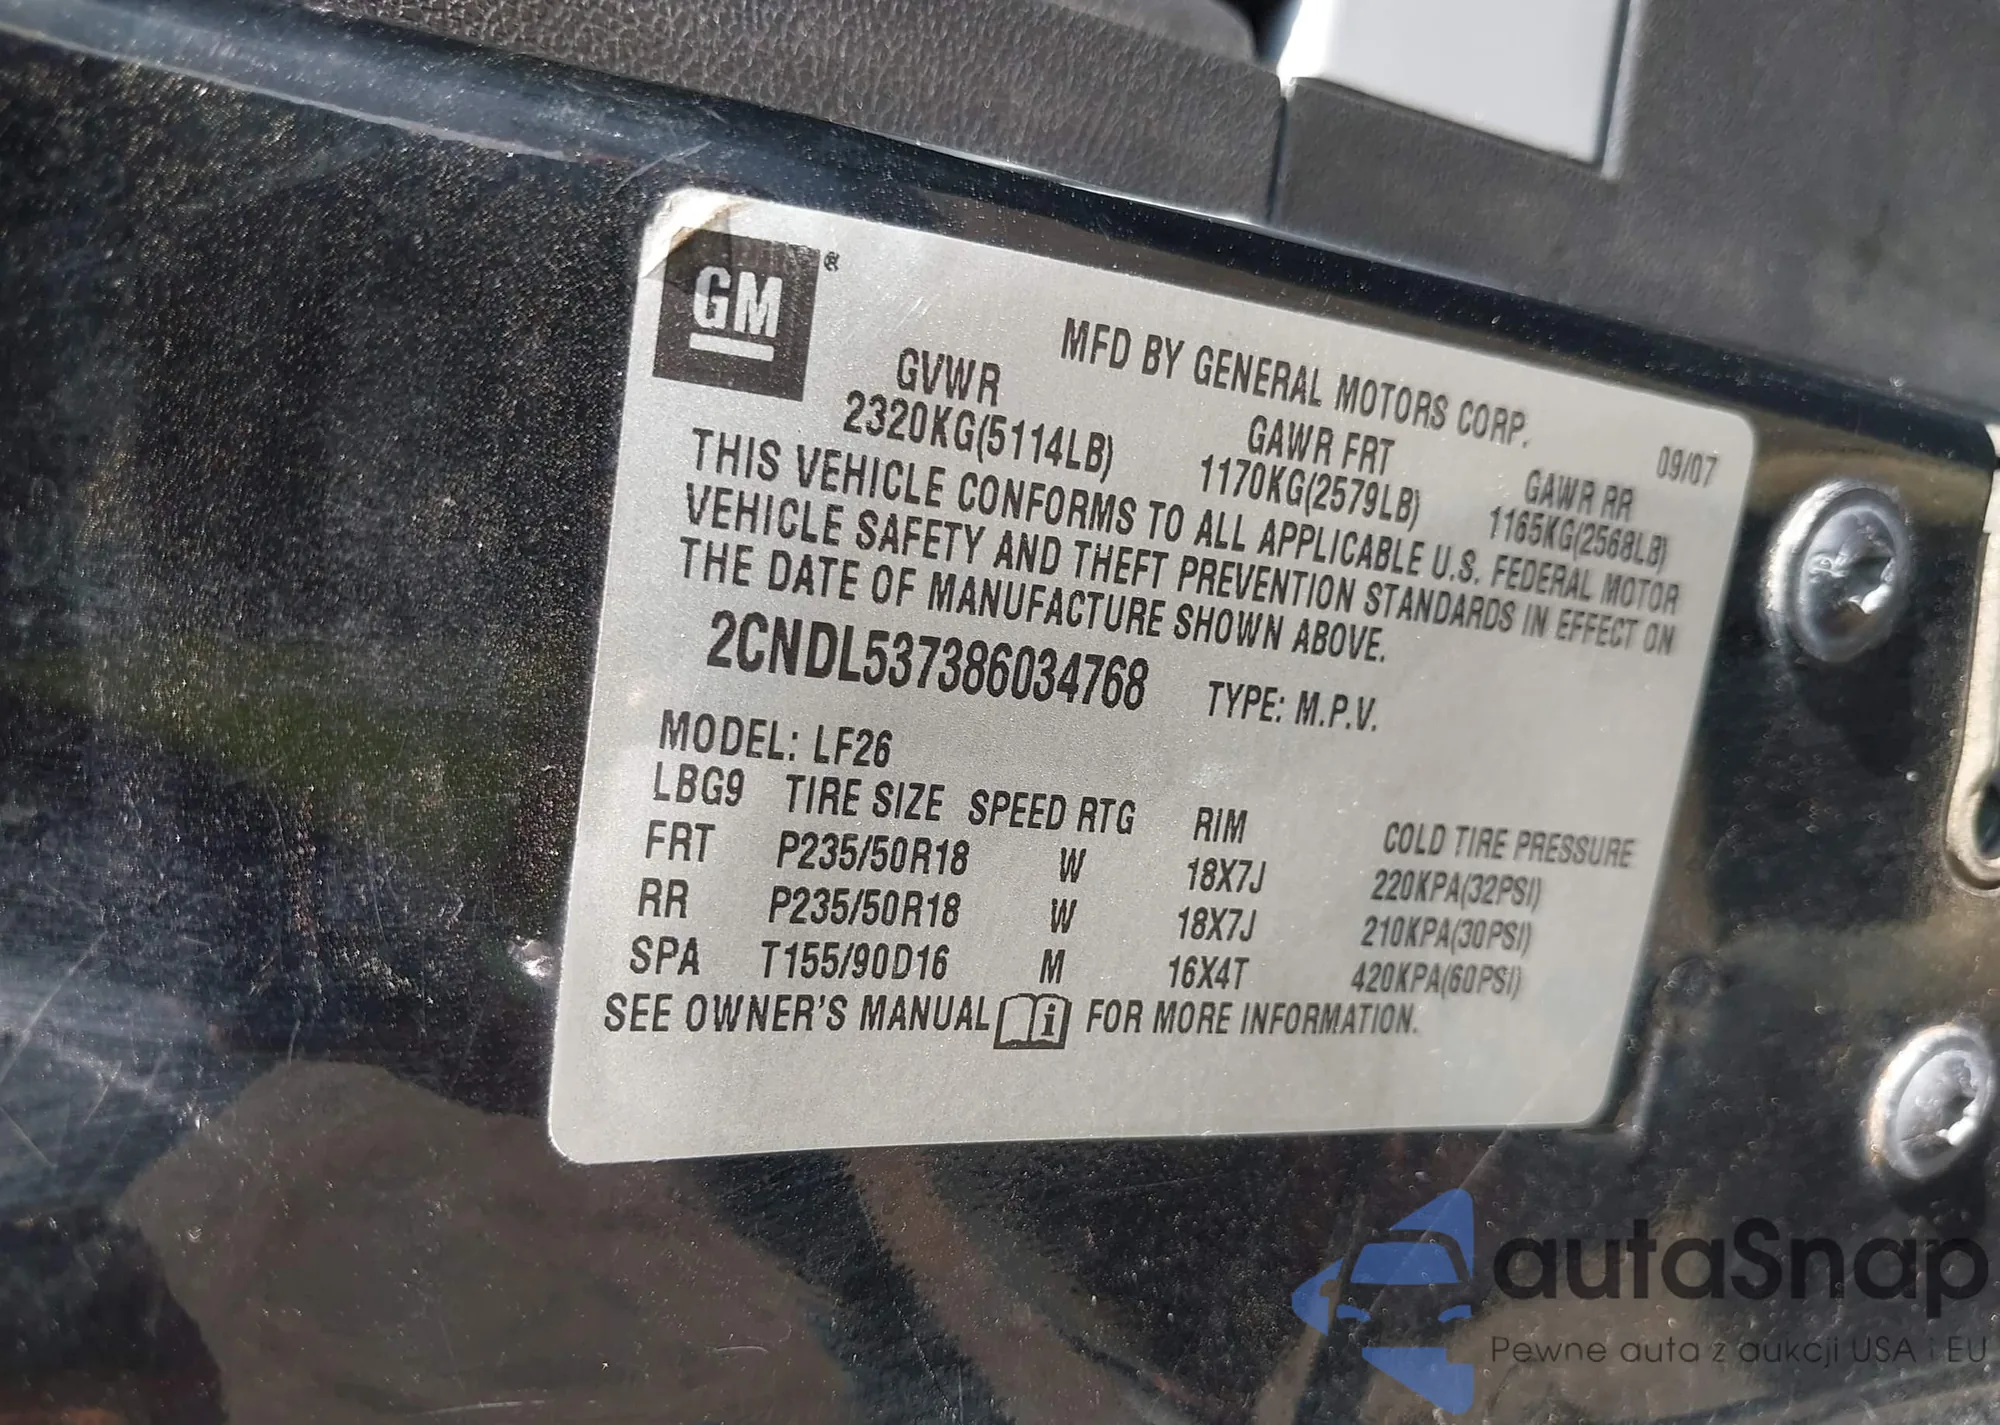 GM ®
MFD BY GENERAL MOTORS CORP. 09/07
GVWR GAWR FRT GAWR RR
2320KG(5114LB) 1170KG(2579LB) 1165KG(2568LB)
THIS VEHICLE CONFORMS TO ALL APPLICABLE U.S. FEDERAL MOTOR
VEHICLE SAFETY AND THEFT PREVENTION STANDARDS IN EFFECT ON
THE DATE OF MANUFACTURE SHOWN ABOVE.
2CNDL537386034768 TYPE: M.P.V.
MODEL: LF26
LBG9 TIRE SIZE SPEED RTG RIM COLD TIRE PRESSURE
FRT P235/50R18 W 18X7J 220KPA(32PSI)
RR P235/50R18 W 18X7J 210KPA(30PSI)
SPA T155/90D16 M 16X4T 420KPA(60PSI)
SEE OWNER'S MANUAL i FOR MORE INFORMATION.
autaSnap
Pewne auta z aukcji USA i EU